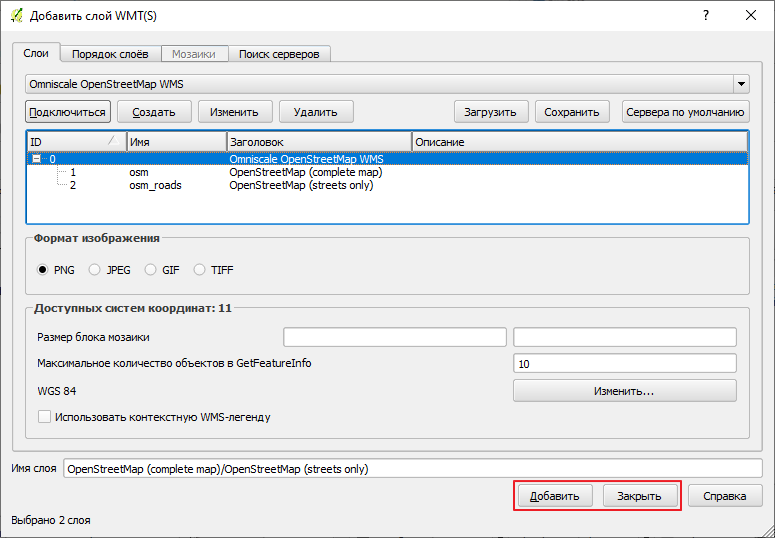 Добавить слой WMT(S)
?
Слои Порядок слоёв Мозаики Поиск серверов
Omniscale OpenStreetMap WMS
Подключиться Создать Изменить Удалить Загрузить Сохранить Сервера по умолчанию
ID Имя Заголовок Описание
0 Omniscale OpenStreetMap WMS
1 osm OpenStreetMap (complete map)
2 osm_roads OpenStreetMap (streets only)
Формат изображения
PNG JPEG GIF TIFF
Доступных систем координат: 11
Размер блока мозаики
Максимальное количество объектов в GetFeatureInfo 10
WGS 84 Изменить...
Использовать контекстную WMS-легенду
Имя слоя OpenStreetMap (complete map)/OpenStreetMap (streets only)
Добавить Закрыть Справка
Выбрано 2 слоя